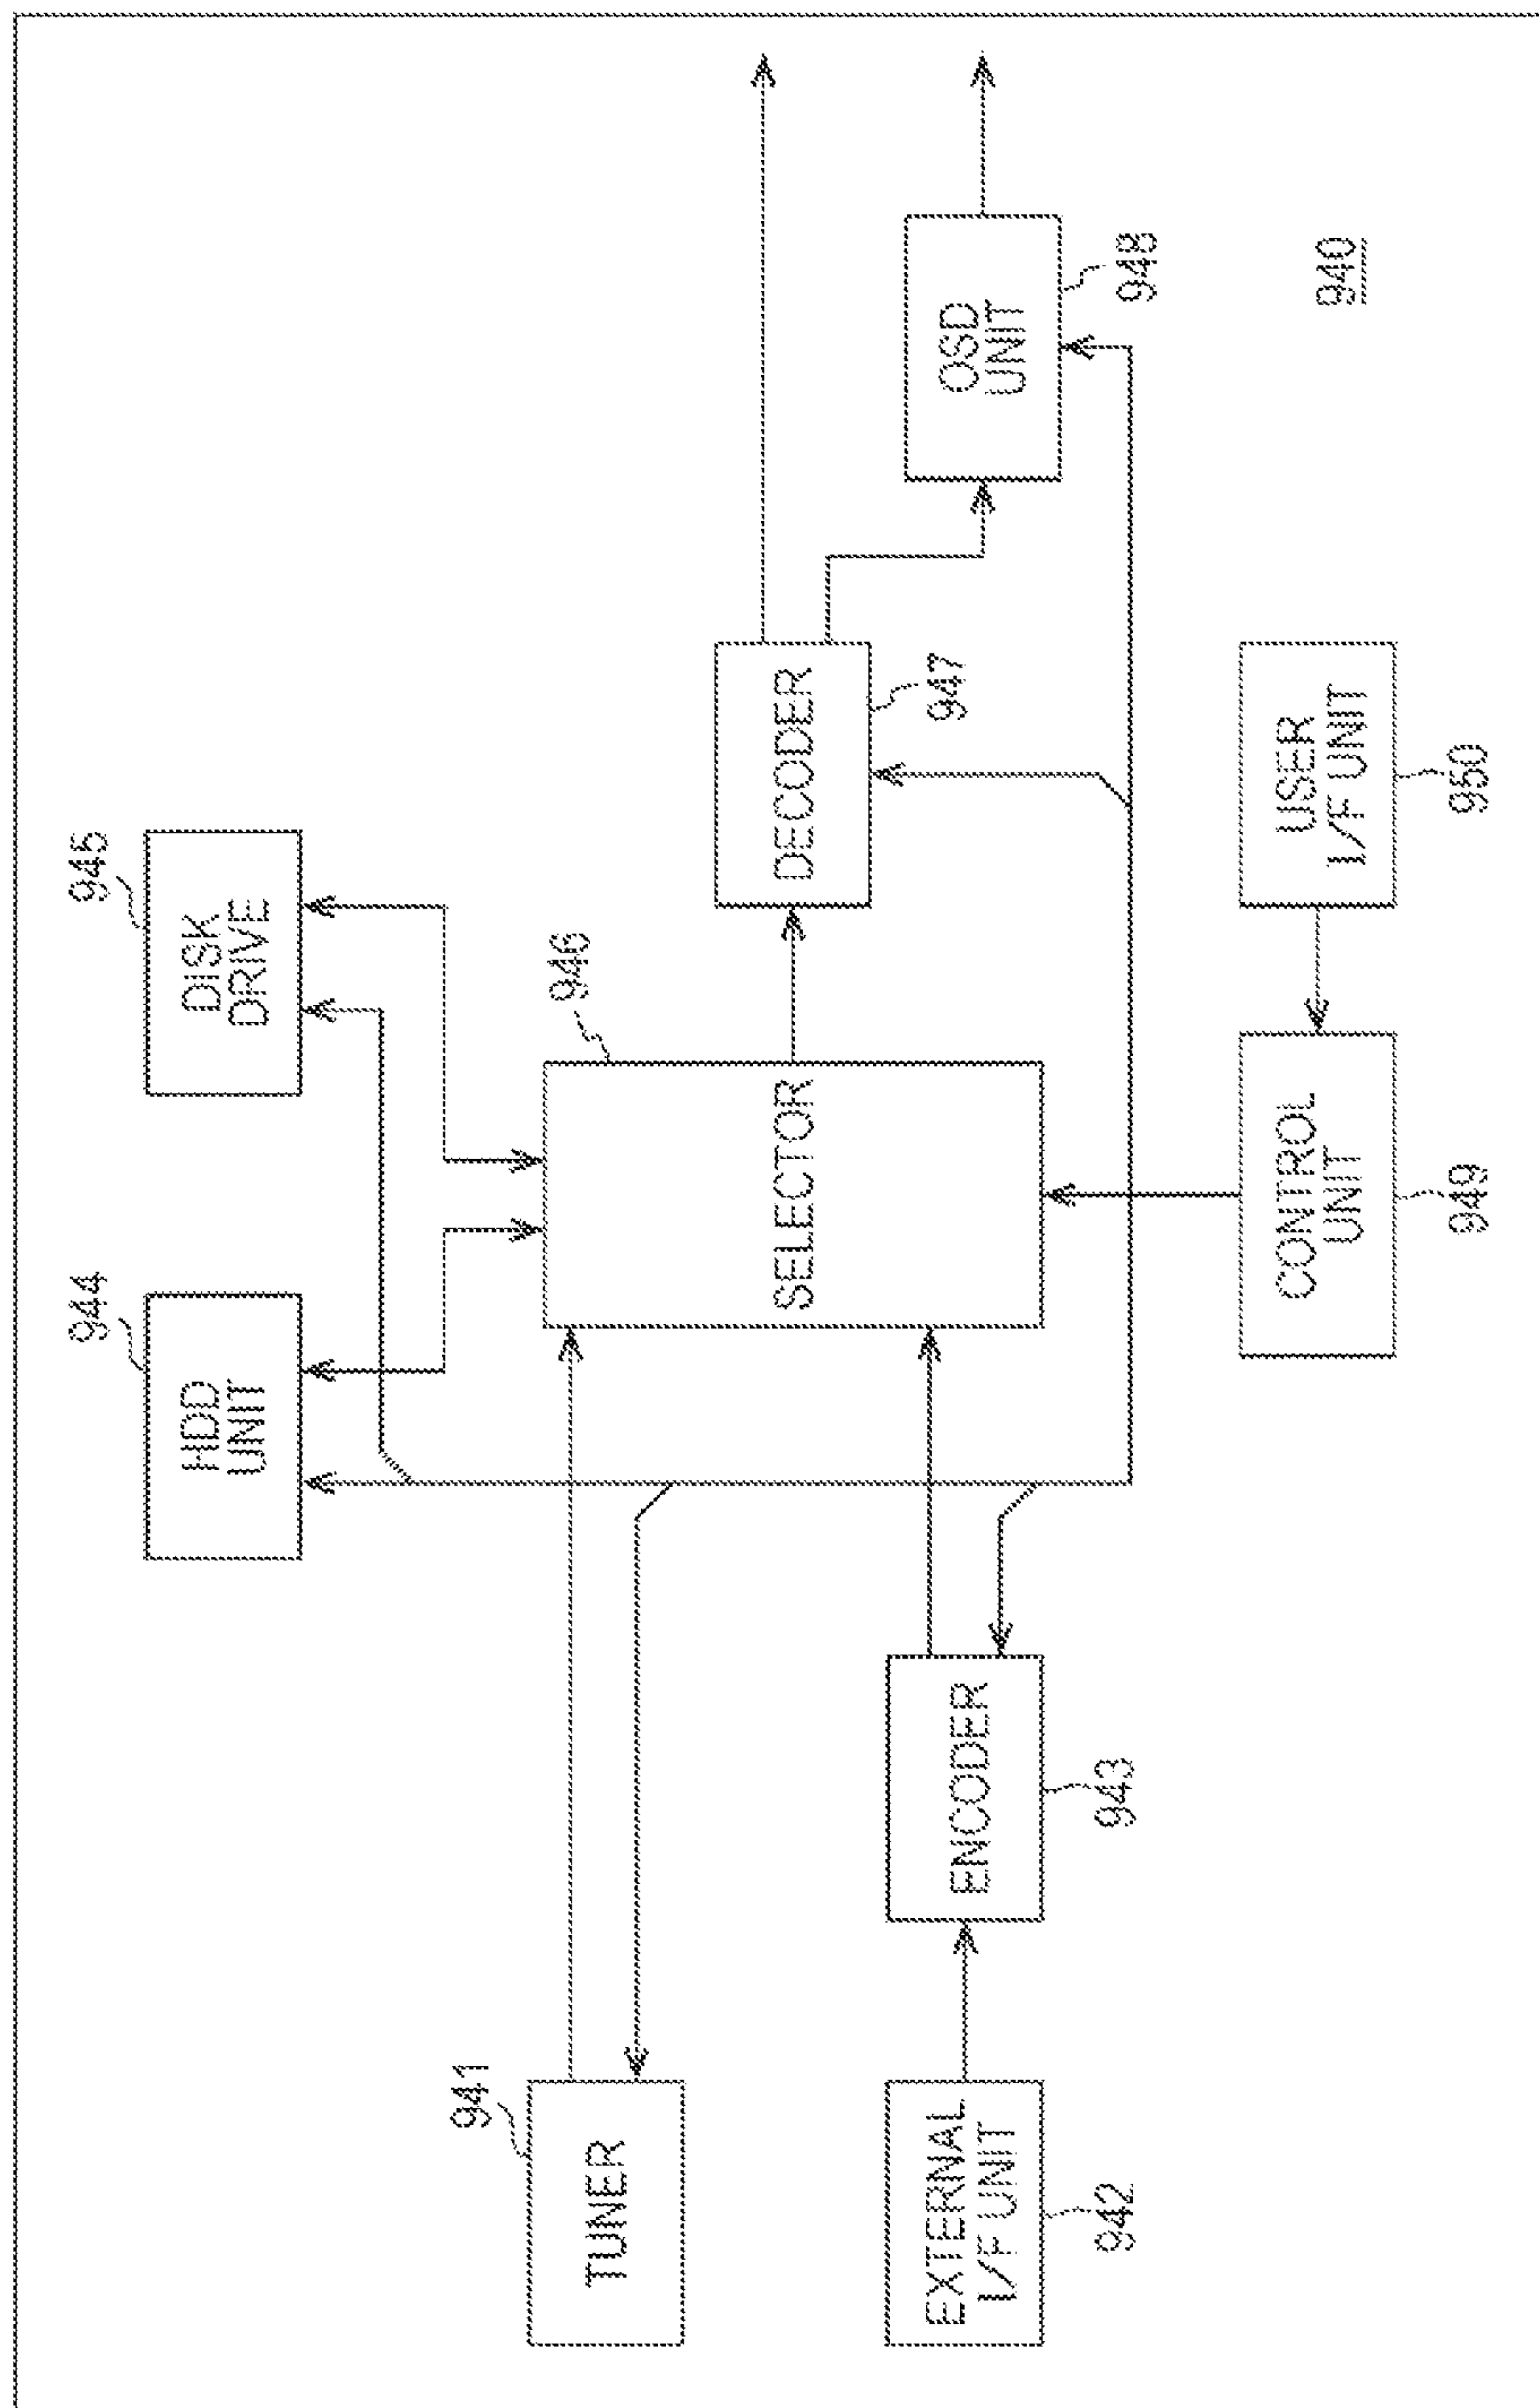 944
HDD
UNIT
945
DISK
DRIVE
941
TUNER
946
SELECTOR
DECODER
947
EXTERNAL
I/F UNIT
942
ENCODER
943
OSD
UNIT
948
CONTROL
UNIT
949
USER
I/F UNIT
950
940